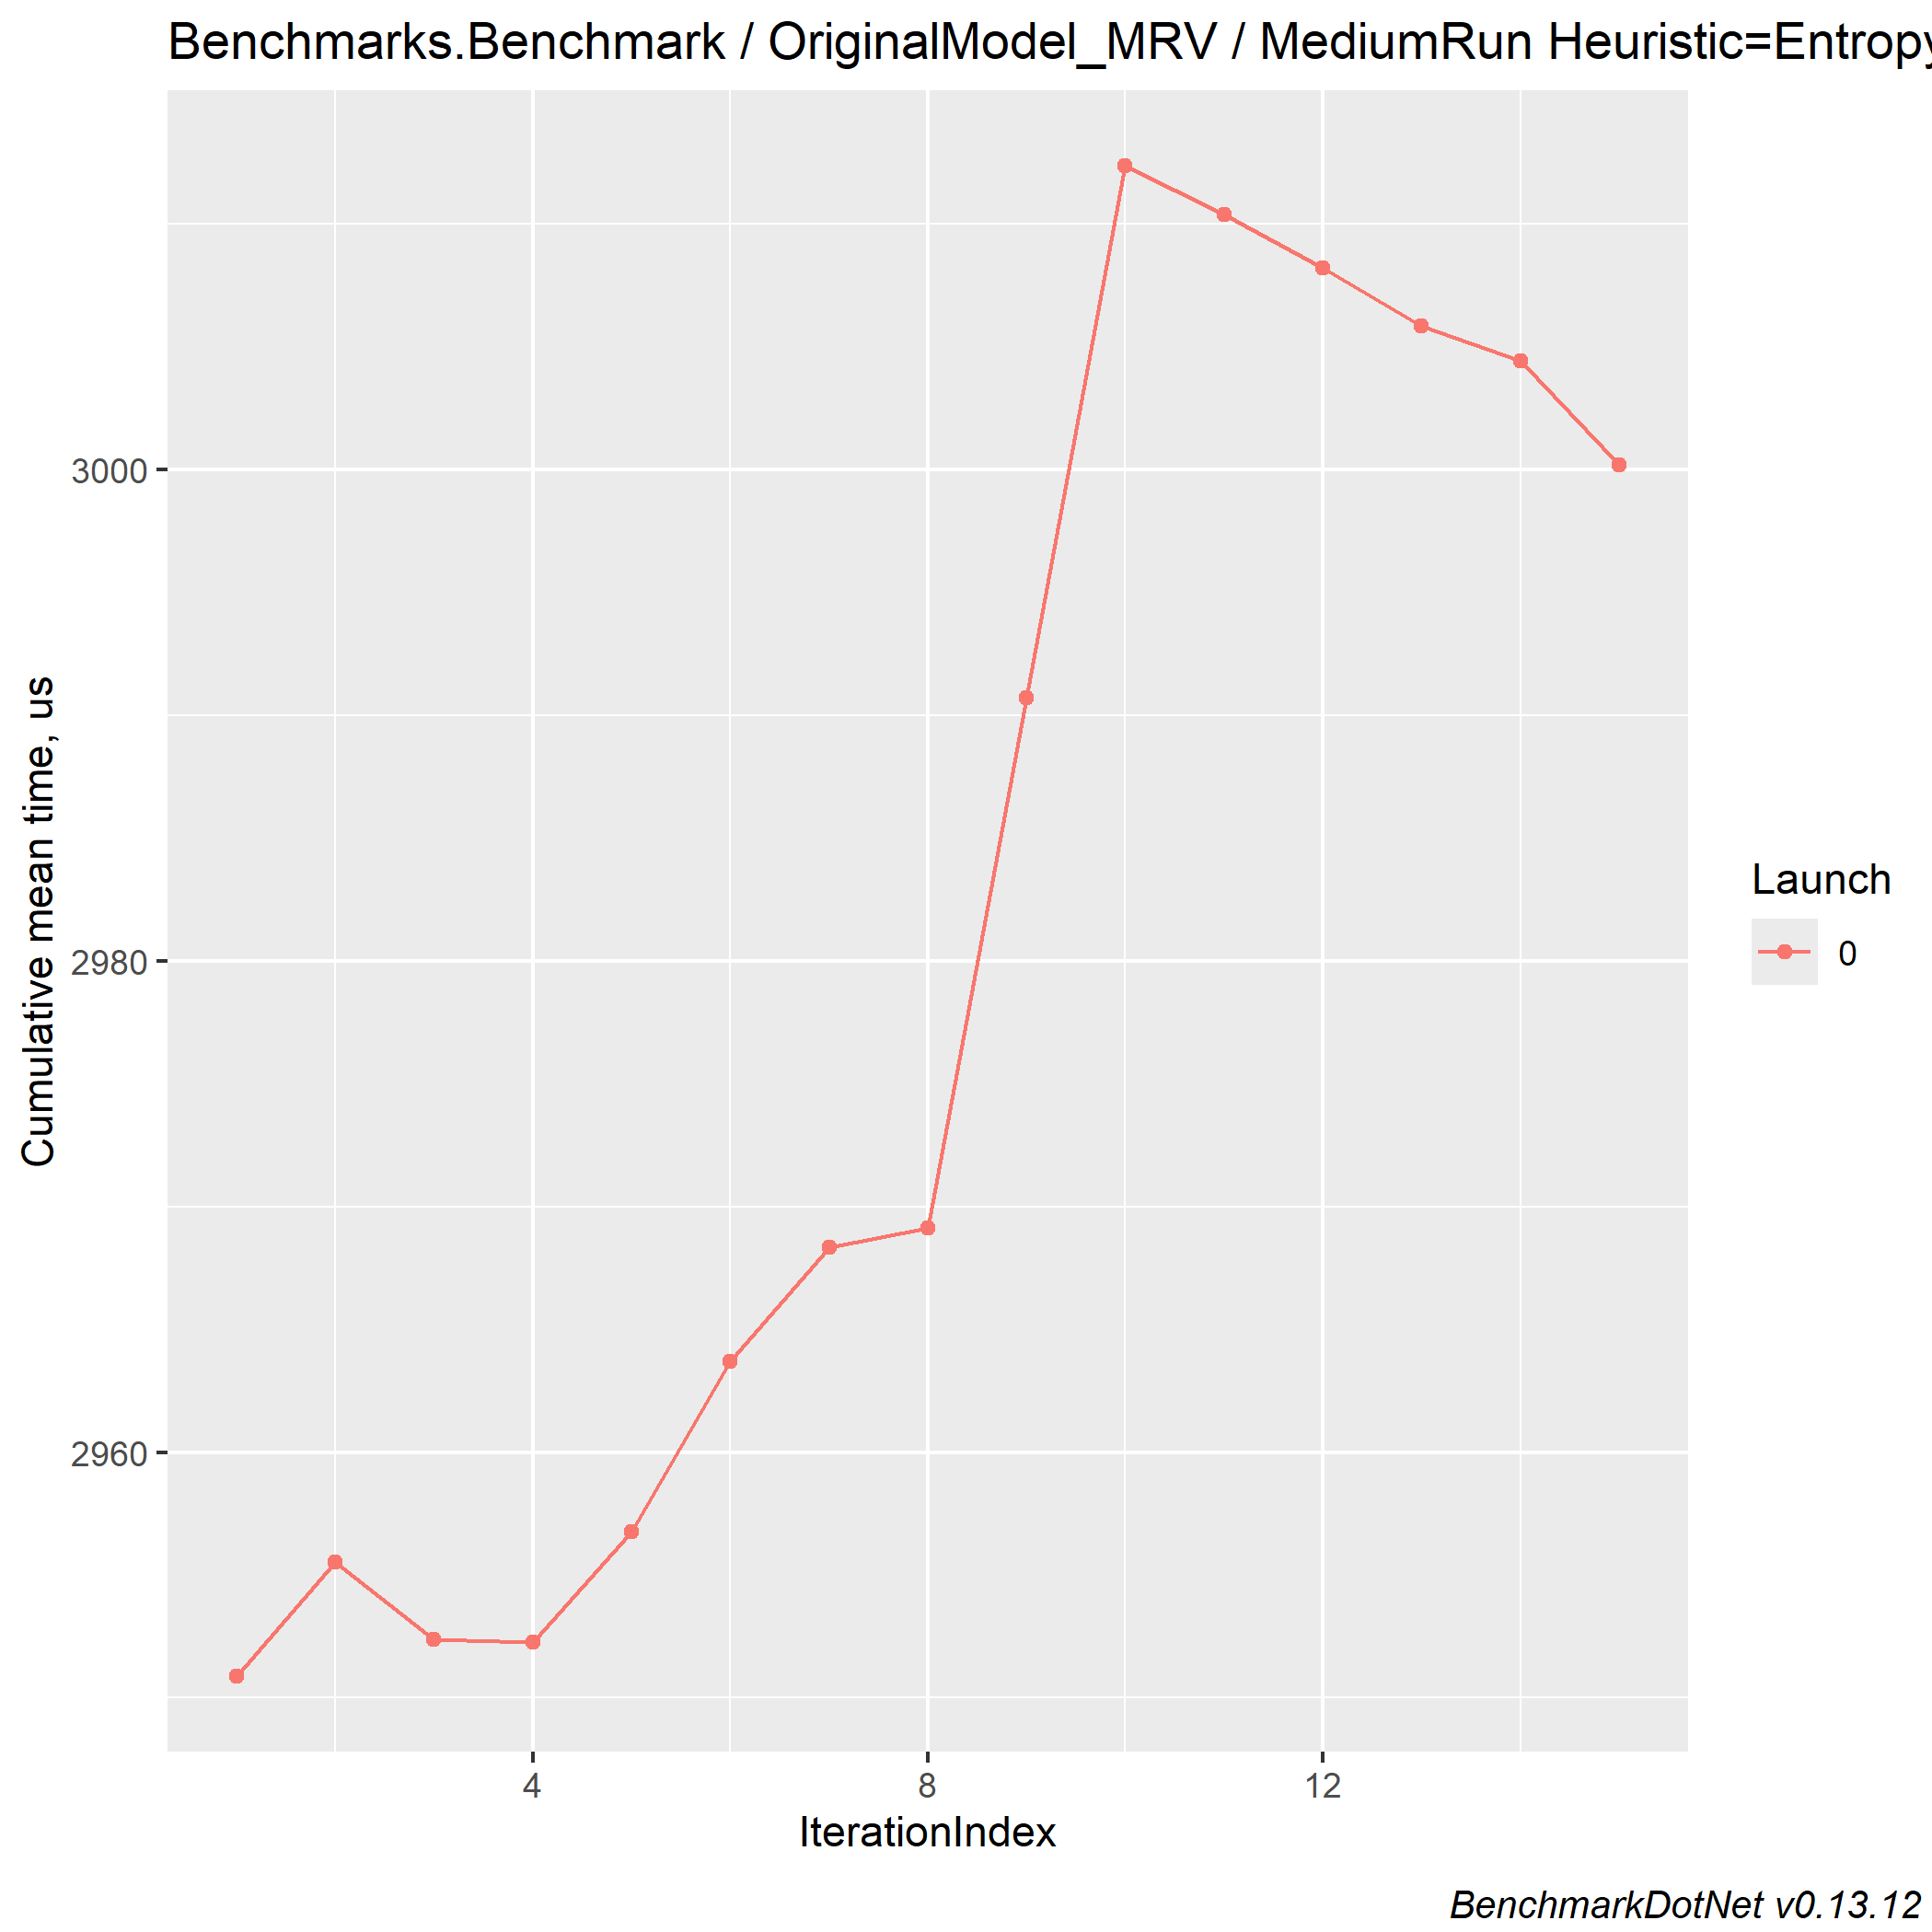 Benchmarks.Benchmark / OriginalModel_MRV / MediumRun Heuristic=Entropy
Cumulative mean time, us
3000
2980
2960
4 8 12
IterationIndex
Launch
0
BenchmarkDotNet v0.13.12